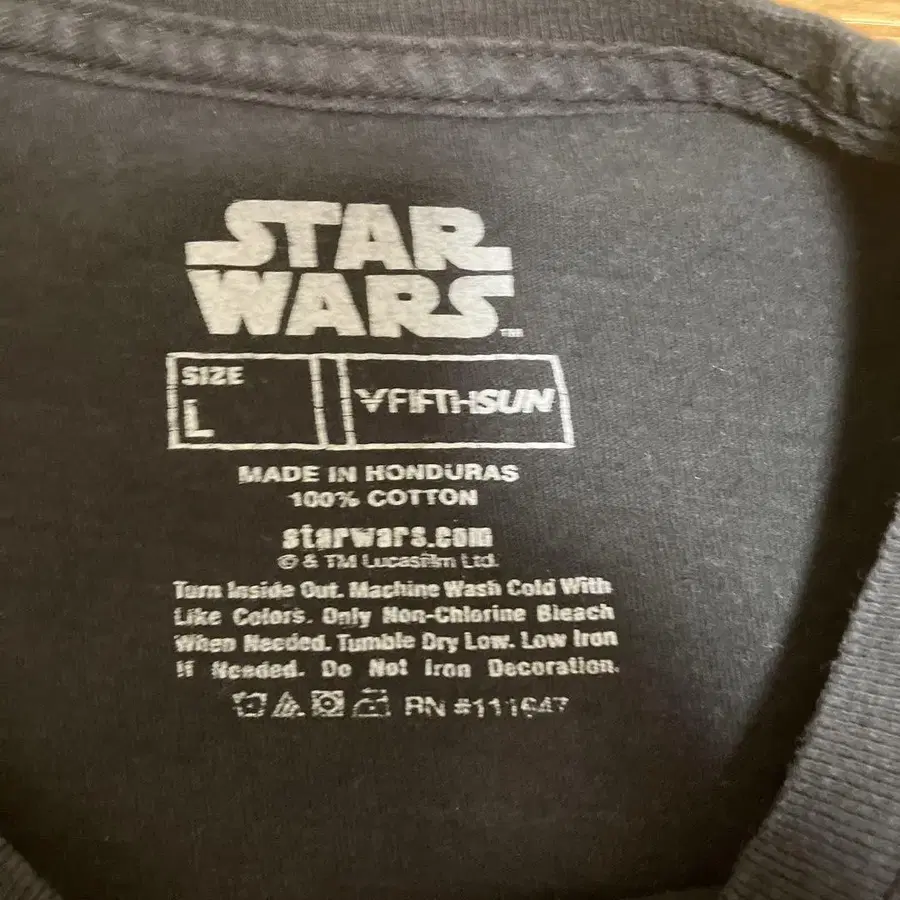 STAR
WARS™
SIZE
L
FIFTHSUN
MADE IN HONDURAS
100% COTTON
starwars.com
© & TM Lucasfilm Ltd.
Turn Inside Out. Machine Wash Cold With
Like Colors. Only Non-Chlorine Bleach
When Needed. Tumble Dry Low. Low Iron
If Needed. Do Not Iron Decoration.
RN #111647